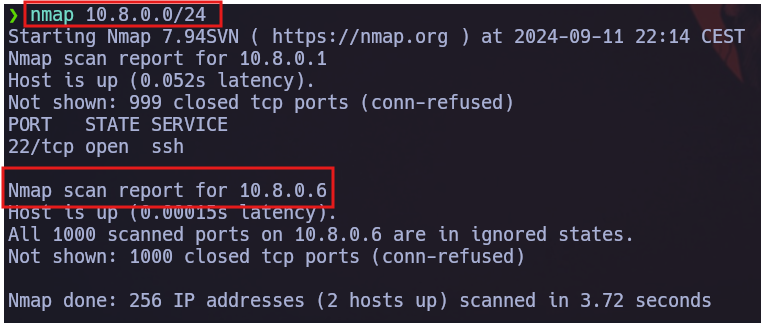 ❯ nmap 10.8.0.0/24
Starting Nmap 7.94SVN ( https://nmap.org ) at 2024-09-11 22:14 CEST
Nmap scan report for 10.8.0.1
Host is up (0.052s latency).
Not shown: 999 closed tcp ports (conn-refused)
PORT   STATE SERVICE
22/tcp open  ssh
Nmap scan report for 10.8.0.6
Host is up (0.00015s latency).
All 1000 scanned ports on 10.8.0.6 are in ignored states.
Not shown: 1000 closed tcp ports (conn-refused)
Nmap done: 256 IP addresses (2 hosts up) scanned in 3.72 seconds